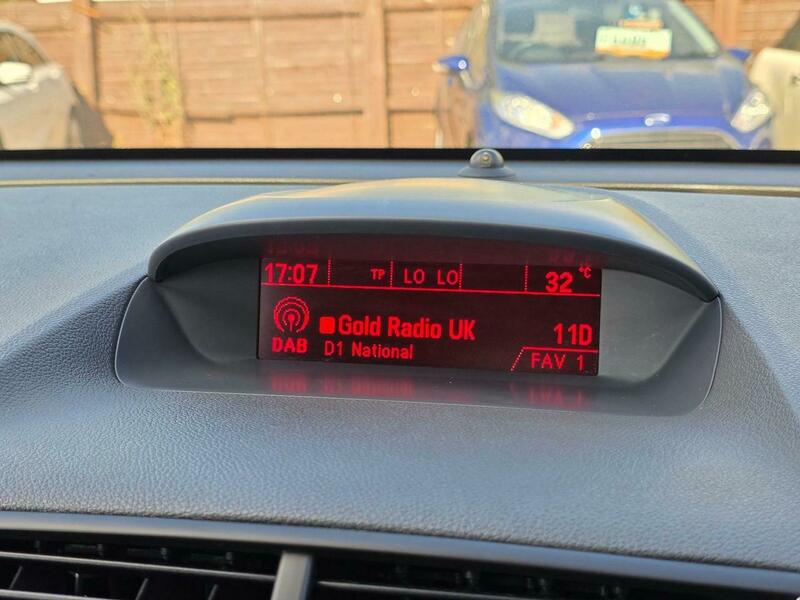 17:07 TP LO LO 32 °C
DAB
Gold Radio UK 11D
D1 National FAV 1